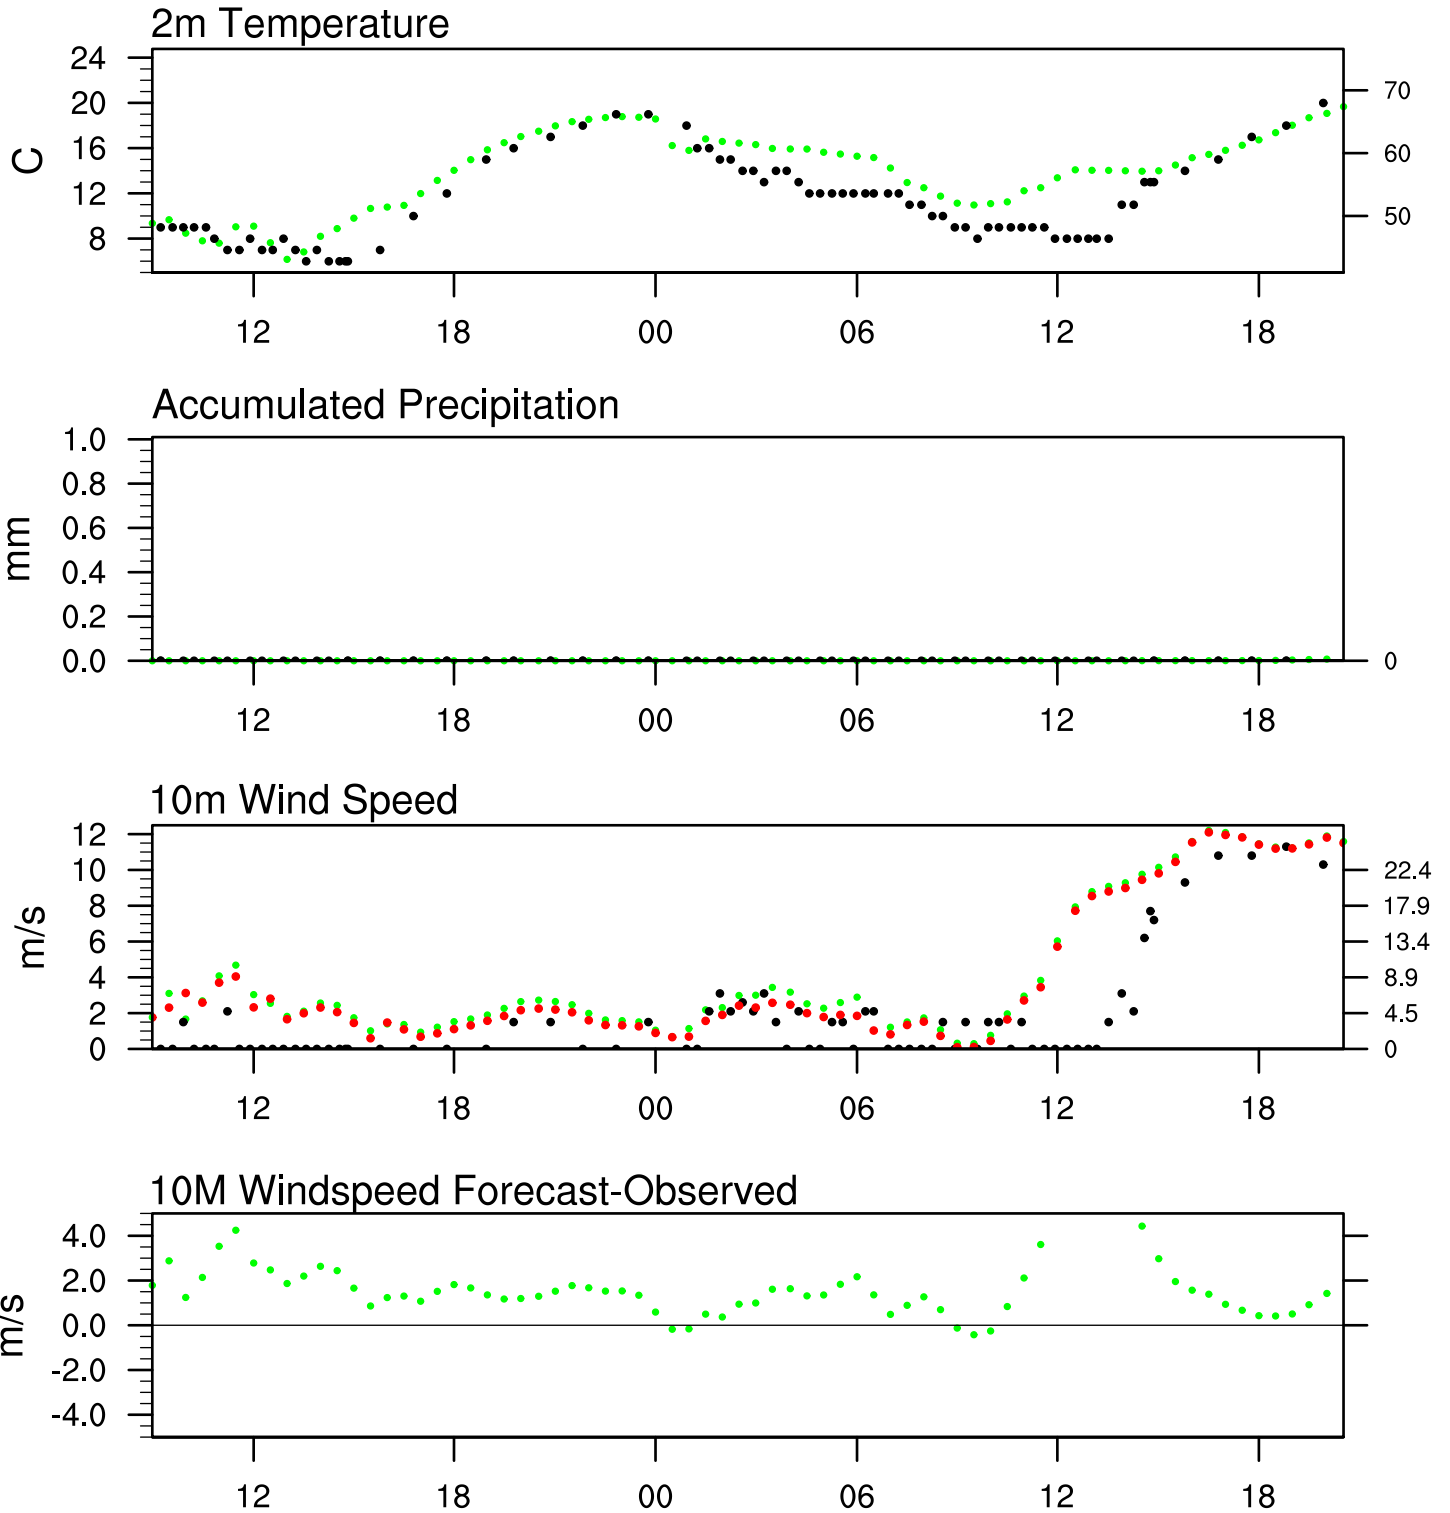 2m Temperature
24
20
16
12
8
C
70
60
50
12 18 00 06 12 18
Accumulated Precipitation
1.0
0.8
0.6
0.4
0.2
0.0
mm
0
12 18 00 06 12 18
10m Wind Speed
12
10
8
6
4
2
0
m/s
22.4
17.9
13.4
8.9
4.5
0
12 18 00 06 12 18
10M Windspeed Forecast-Observed
4.0
2.0
0.0
-2.0
-4.0
m/s
12 18 00 06 12 18